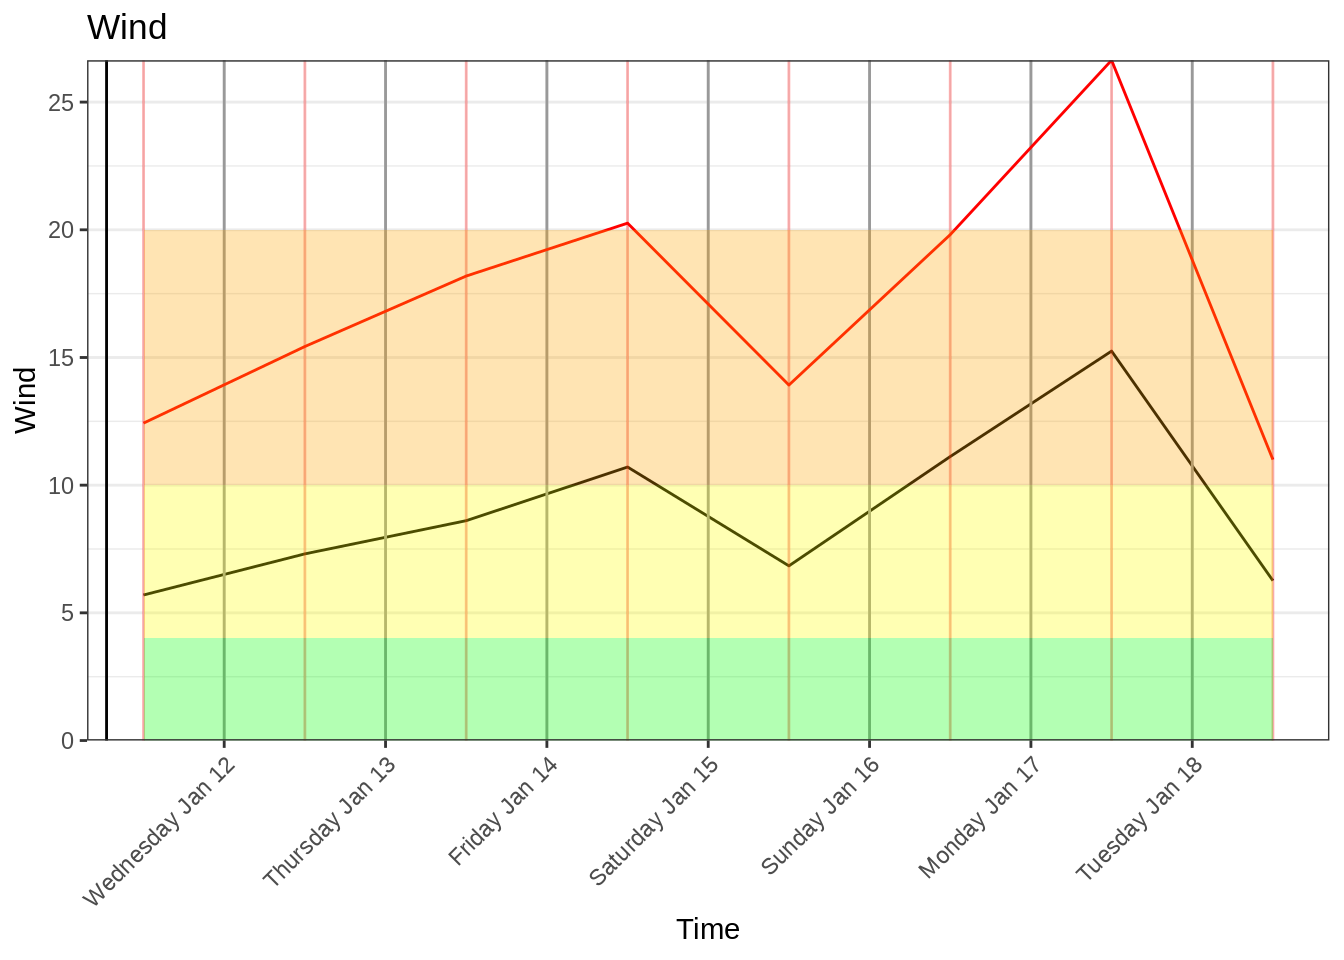 Wind
25
20
15
10
5
0
Wind
Wednesday Jan 12
Thursday Jan 13
Friday Jan 14
Saturday Jan 15
Sunday Jan 16
Monday Jan 17
Tuesday Jan 18
Time